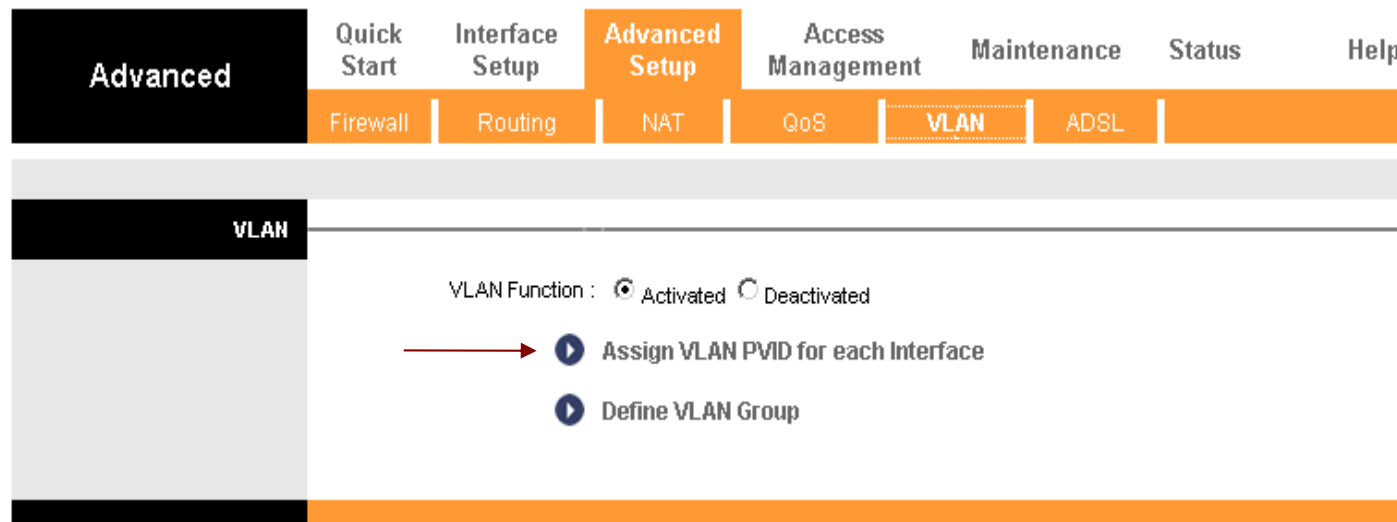 Advanced
Quick Start
Interface Setup
Advanced Setup
Access Management
Maintenance
Status
Help
Firewall
Routing
NAT
QoS
VLAN
ADSL
VLAN
VLAN Function : Activated Deactivated
Assign VLAN PVID for each Interface
Define VLAN Group